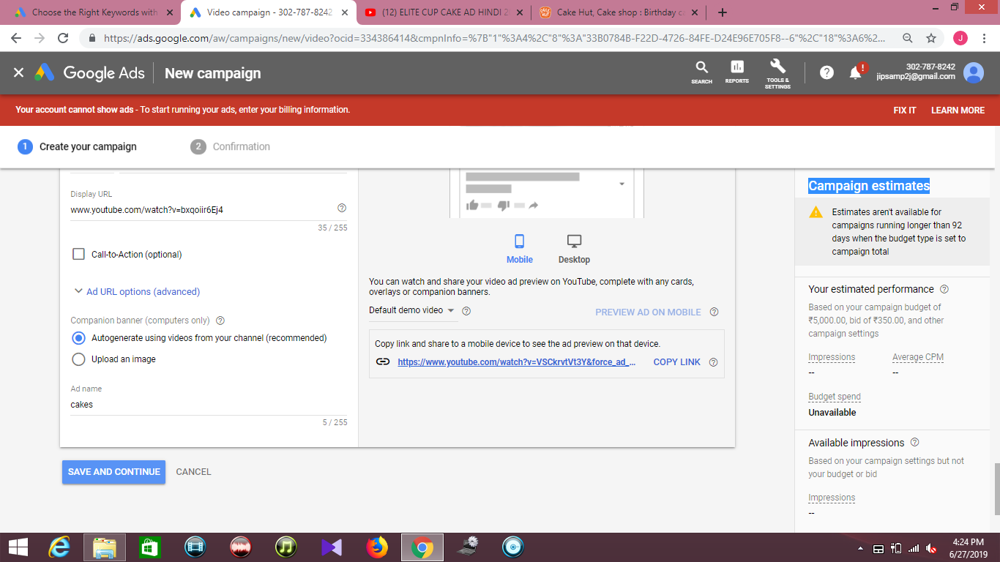 Choose the Right Keywords with
Video campaign - 302-787-8242
(12) ELITE CUP CAKE AD HINDI 2
Cake Hut, Cake shop : Birthday ca
https://ads.google.com/aw/campaigns/new/video?ocid=334386414&cmpnInfo=%7B"1"%3A4%2C"8"%3A"33B0784B-F22D-4726-84FE-D24E96E705F8--6"%2C"18"%3A6%2...
J
Google Ads
New campaign
SEARCH
REPORTS
TOOLS &
SETTINGS
302-787-8242
jipsamp2j@gmail.com
Your account cannot show ads - To start running your ads, enter your billing information.
FIX IT
LEARN MORE
1 Create your campaign
2 Confirmation
Display URL
www.youtube.com/watch?v=bxqoiir6Ej4
35 / 255
Call-to-Action (optional)
Ad URL options (advanced)
Companion banner (computers only)
Autogenerate using videos from your channel (recommended)
Upload an image
Ad name
cakes
5 / 255
SAVE AND CONTINUE
CANCEL
Mobile
Desktop
You can watch and share your video ad preview on YouTube, complete with any cards,
overlays or companion banners.
Default demo video
PREVIEW AD ON MOBILE
Copy link and share to a mobile device to see the ad preview on that device.
https://www.youtube.com/watch?v=VSCkrvtVt3Y&force_ad_...
COPY LINK
Campaign estimates
Estimates aren't available for
campaigns running longer than 92
days when the budget type is set to
campaign total
Your estimated performance
Based on your campaign budget of
₹5,000.00, bid of ₹350.00, and other
campaign settings
Impressions
Average CPM
--
--
Budget spend
Unavailable
Available impressions
Based on your campaign settings but not
your budget or bid
Impressions
--
4:24 PM
6/27/2019